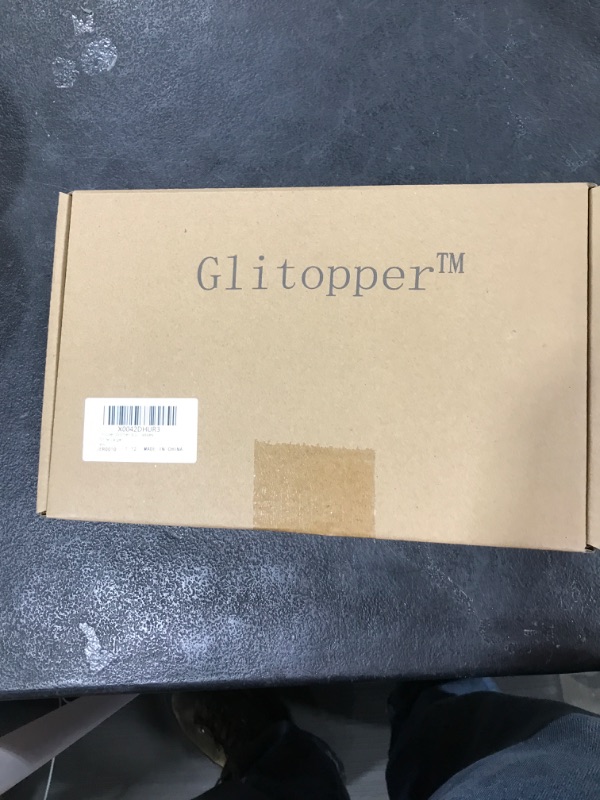 Glitopper™
X0042DHUR3
MADE IN CHINA